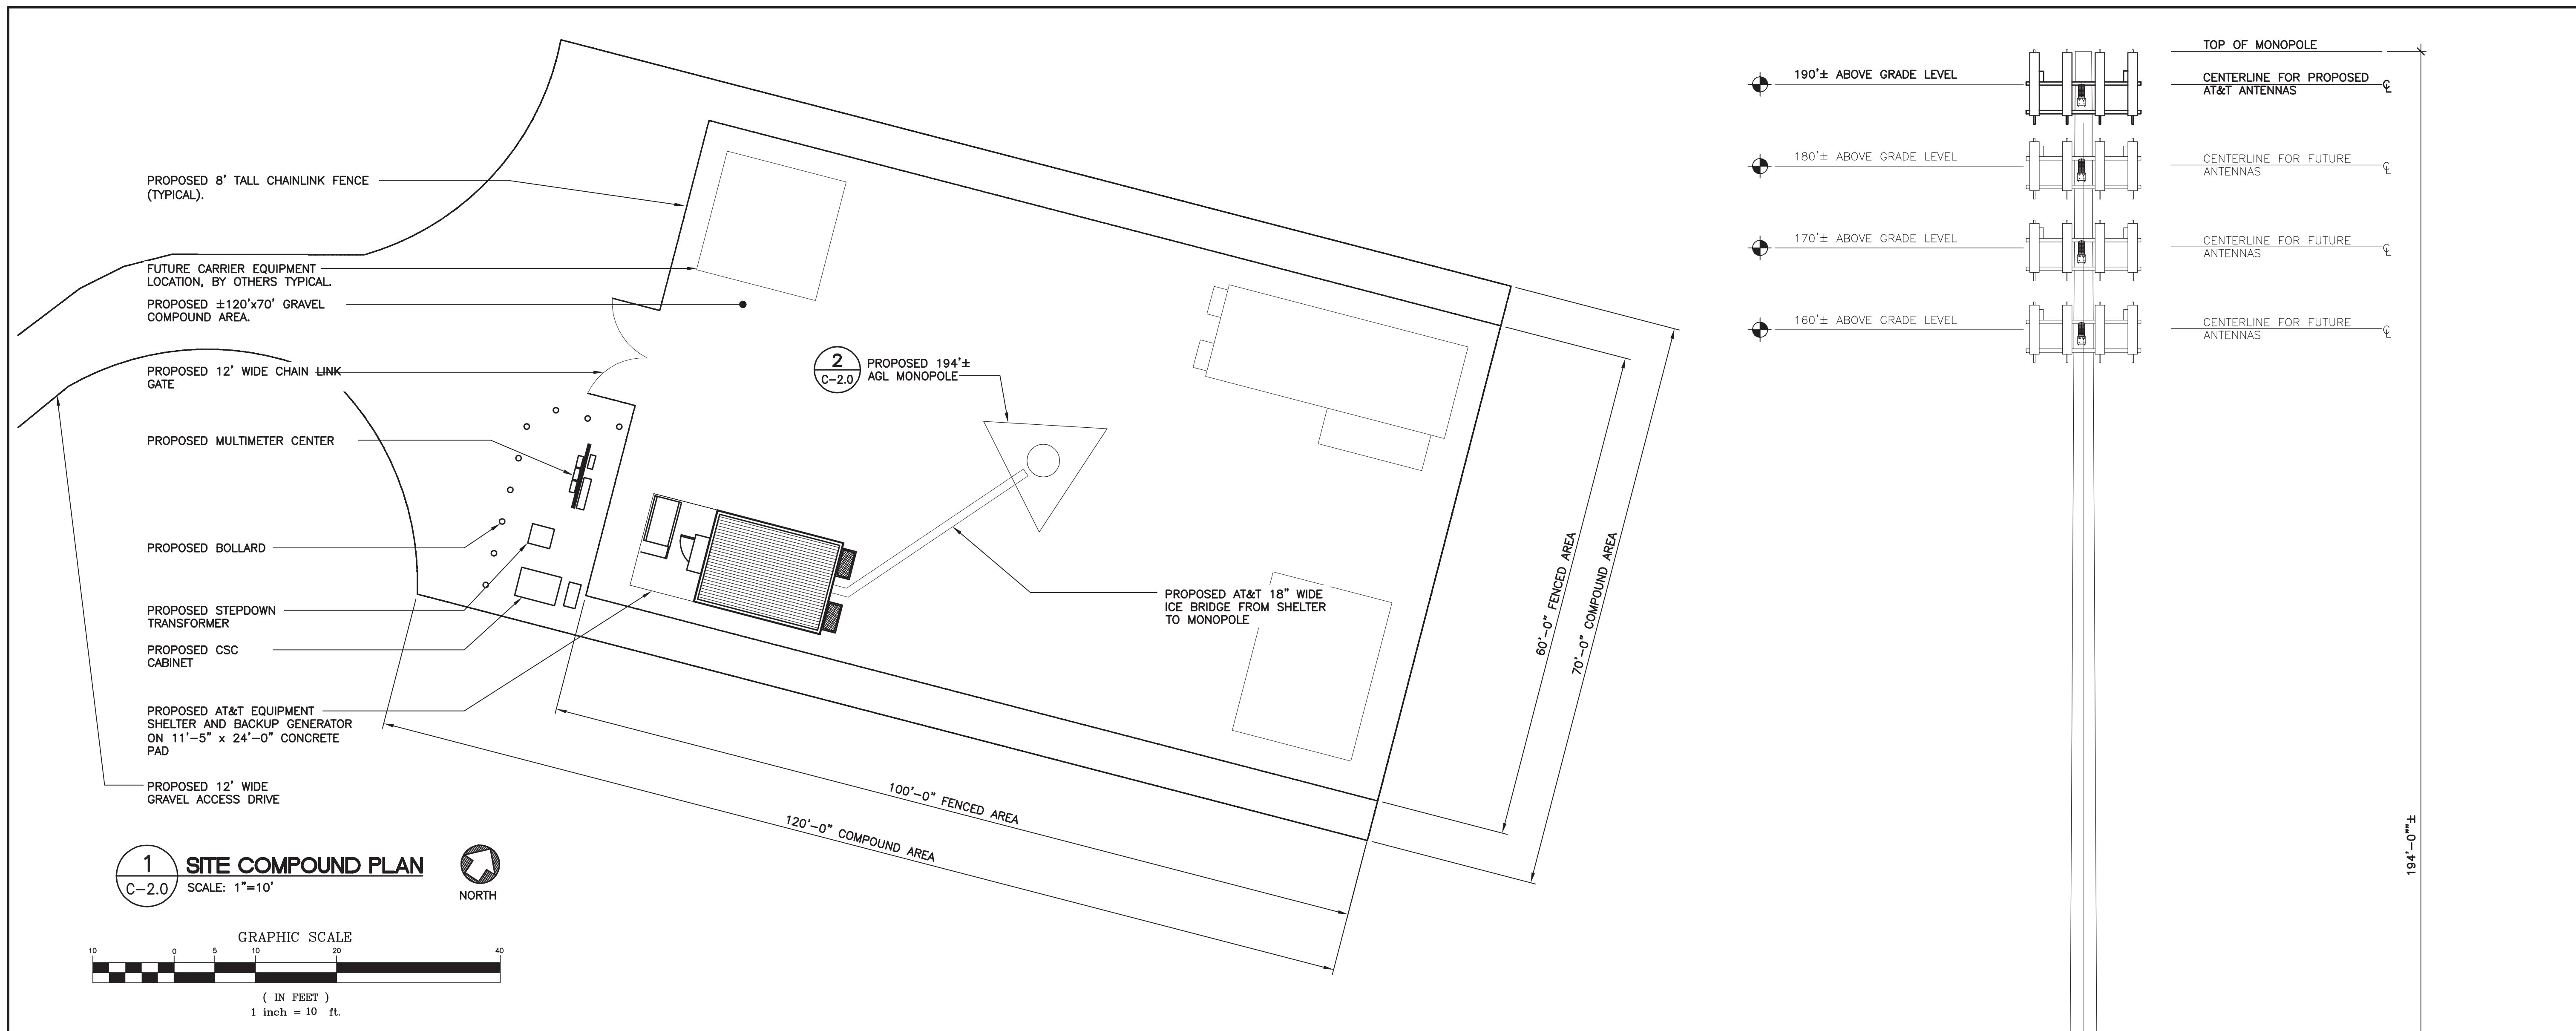 PROPOSED 8' TALL CHAINLINK FENCE
(TYPICAL).
FUTURE CARRIER EQUIPMENT
LOCATION, BY OTHERS TYPICAL.
PROPOSED ±120'x70' GRAVEL
COMPOUND AREA.
PROPOSED 12' WIDE CHAIN LINK
GATE
PROPOSED MULTIMETER CENTER
PROPOSED BOLLARD
PROPOSED STEPDOWN
TRANSFORMER
PROPOSED CSC
CABINET
PROPOSED AT&T EQUIPMENT
SHELTER AND BACKUP GENERATOR
ON 11'-5" x 24'-0" CONCRETE
PAD
PROPOSED 12' WIDE
GRAVEL ACCESS DRIVE
2
C-2.0
PROPOSED 194'±
AGL MONOPOLE
PROPOSED AT&T 18" WIDE
ICE BRIDGE FROM SHELTER
TO MONOPOLE
60'-0" FENCED AREA
70'-0" COMPOUND AREA
100'-0" FENCED AREA
120'-0" COMPOUND AREA
1
C-2.0
SITE COMPOUND PLAN
SCALE: 1"=10'
NORTH
GRAPHIC SCALE
10 0 5 10 20 40
( IN FEET )
1 inch = 10 ft.
TOP OF MONOPOLE
190'± ABOVE GRADE LEVEL
CENTERLINE FOR PROPOSED
AT&T ANTENNAS
180'± ABOVE GRADE LEVEL
CENTERLINE FOR FUTURE
ANTENNAS
170'± ABOVE GRADE LEVEL
CENTERLINE FOR FUTURE
ANTENNAS
160'± ABOVE GRADE LEVEL
CENTERLINE FOR FUTURE
ANTENNAS
194'-0""±